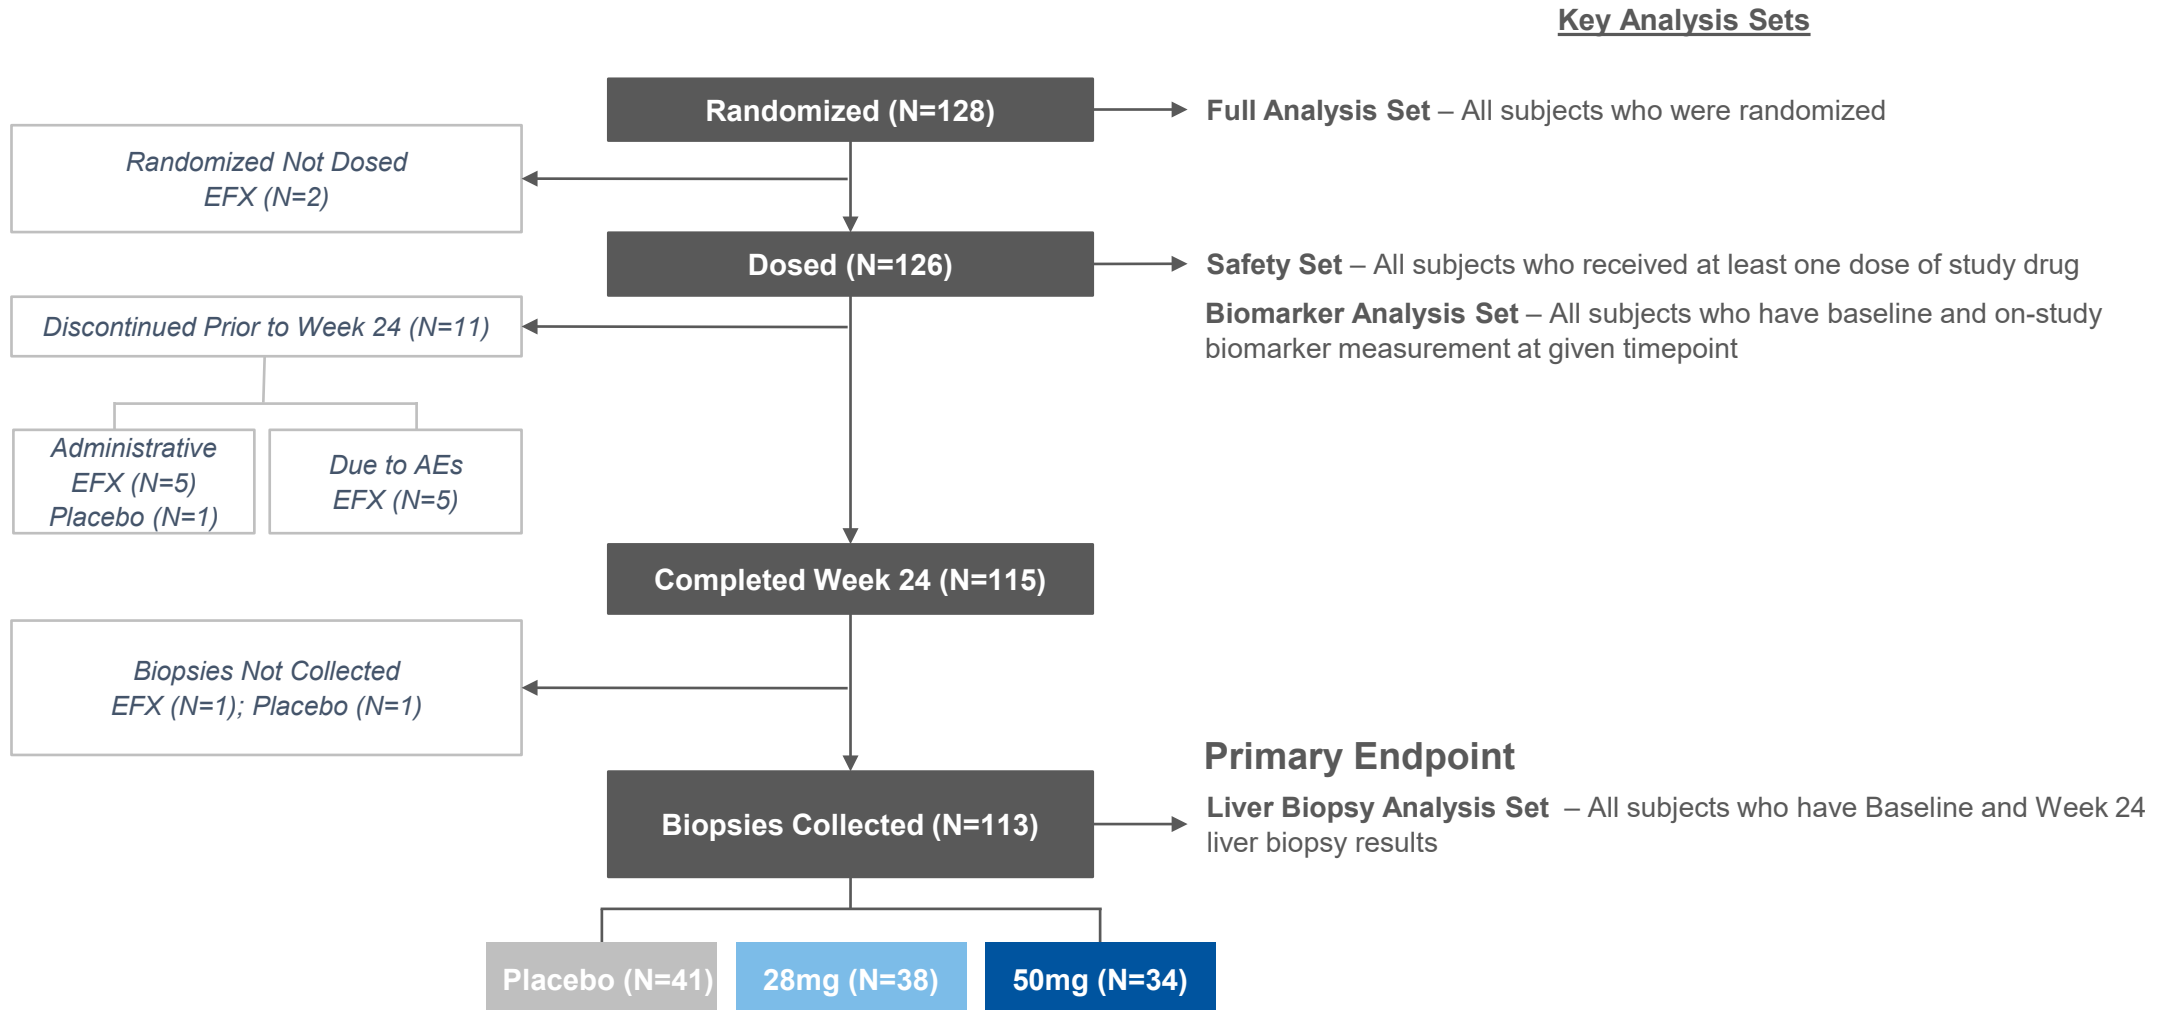 Key Analysis Sets
Randomized (N=128)
Full Analysis Set – All subjects who were randomized
Randomized Not Dosed
EFX (N=2)
Dosed (N=126)
Safety Set – All subjects who received at least one dose of study drug
Biomarker Analysis Set – All subjects who have baseline and on-study
biomarker measurement at given timepoint
Discontinued Prior to Week 24 (N=11)
Administrative
EFX (N=5)
Placebo (N=1)
Due to AEs
EFX (N=5)
Completed Week 24 (N=115)
Biopsies Not Collected
EFX (N=1); Placebo (N=1)
Primary Endpoint
Biopsies Collected (N=113)
Liver Biopsy Analysis Set – All subjects who have Baseline and Week 24
liver biopsy results
Placebo (N=41)
28mg (N=38)
50mg (N=34)